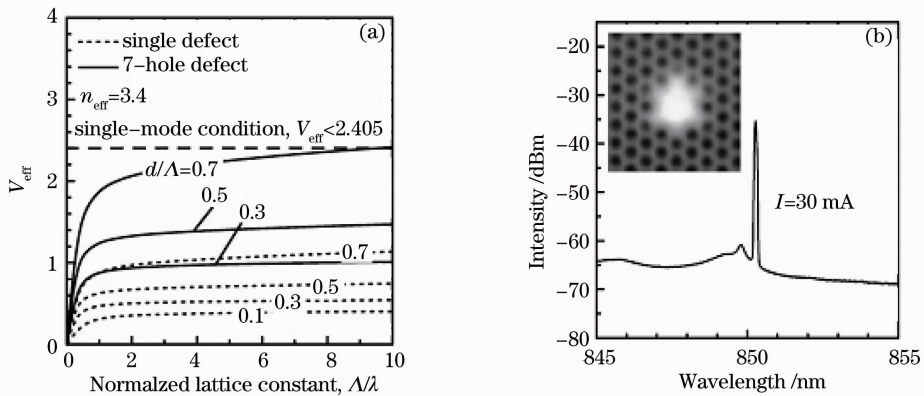 (a)
single defect
7-hole defect
n_eff=3.4
single-mode condition, V_eff<2.405
d/Λ=0.7
0.5
0.3
0.7
0.5
0.3
0.1
V_eff
4
3
2
1
0
0 2 4 6 8 10
Normalzed lattice constant, Λ/λ
(b)
I=30 mA
Intensity /dBm
-20
-30
-40
-50
-60
-70
-80
845 850 855
Wavelength /nm